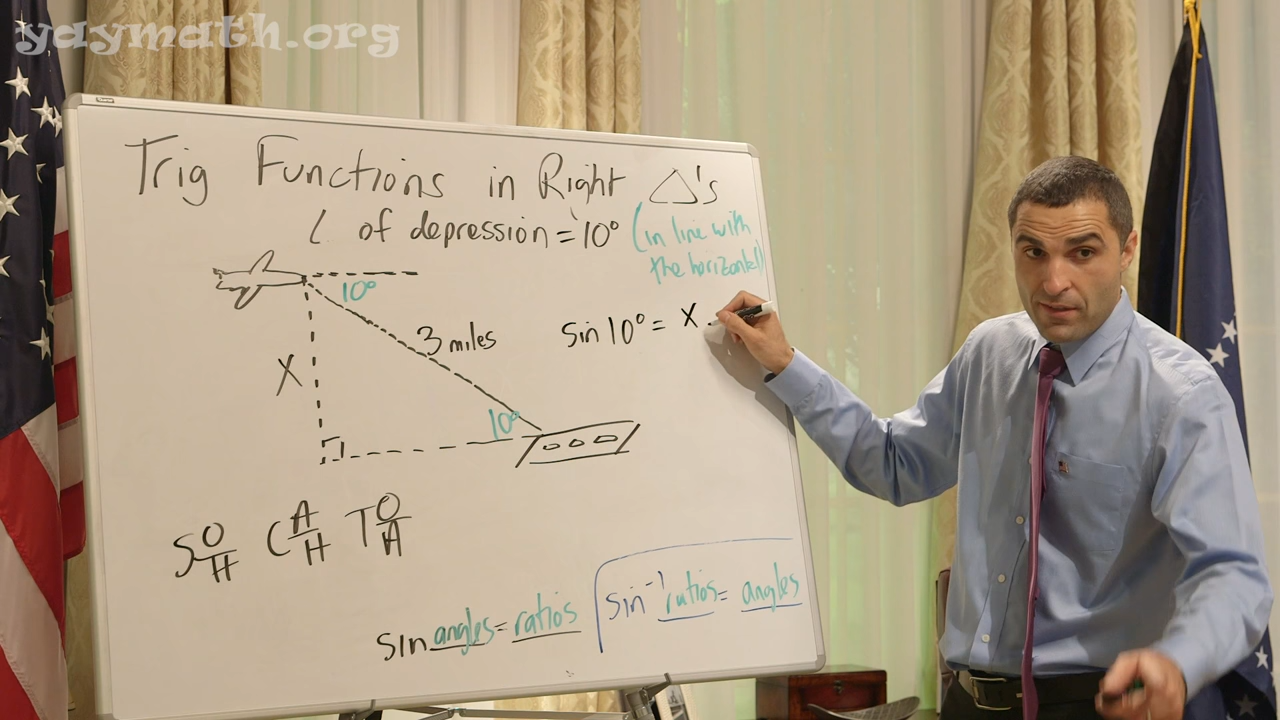 yaymath.org
Trig Functions in Right △'s
∠ of depression = 10° (in line with
the horizontal)
10°
3 miles
sin 10° = x
X
10°
S O/H C A/H T O/H
sin angles = ratios
sin⁻¹ ratios = angles